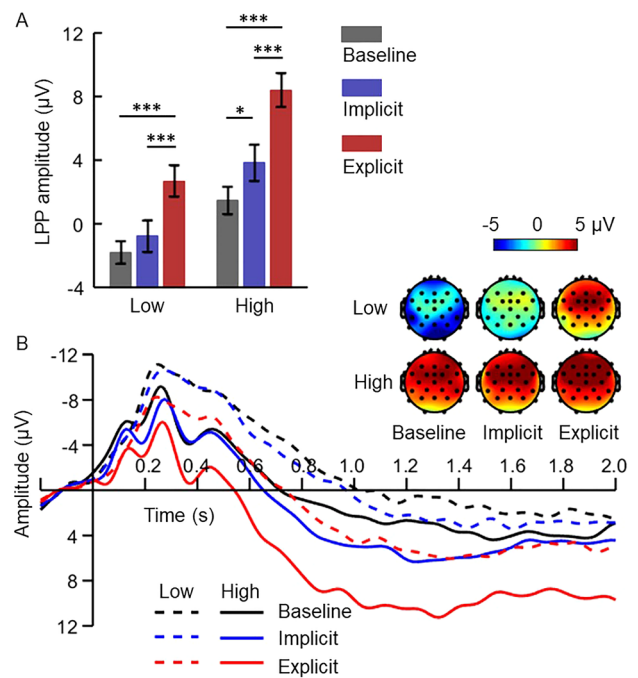 A
12
8
4
0
-4
LPP amplitude (µV)
***
***
*
***
***
Low
High
Baseline
Implicit
Explicit
-5 0 5 µV
Low
High
Baseline Implicit Explicit
B
-12
-8
-4
4
8
12
Amplitude (µV)
0.2 0.4 0.6 0.8 1.0 1.2 1.4 1.6 1.8 2.0
Time (s)
Low High
Baseline
Implicit
Explicit